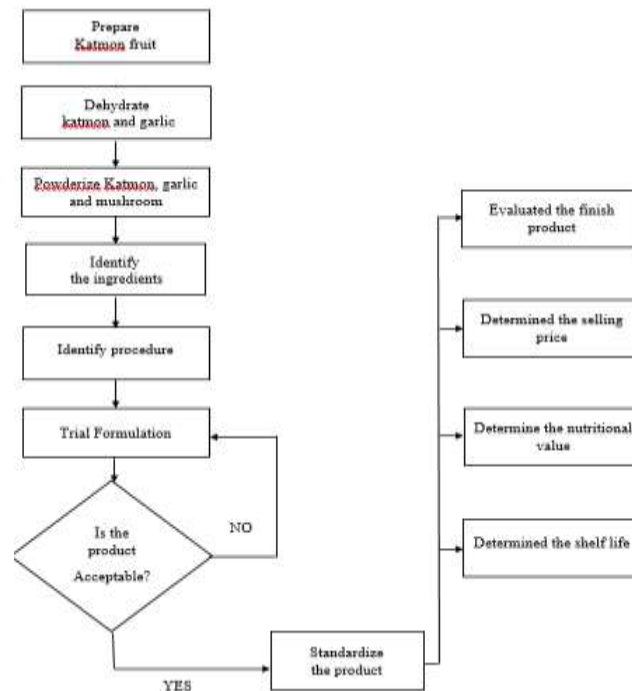 Prepare
Katmon fruit
Dehydrate
katmon and garlic
Powderize Katmon, garlic
and mushroom
Identify
the ingredients
Identify procedure
Trial Formulation
Is the
product
Acceptable?
NO
YES
Standardize
the product
Evaluated the finish
product
Determined the selling
price
Determine the nutritional
value
Determined the shelf life